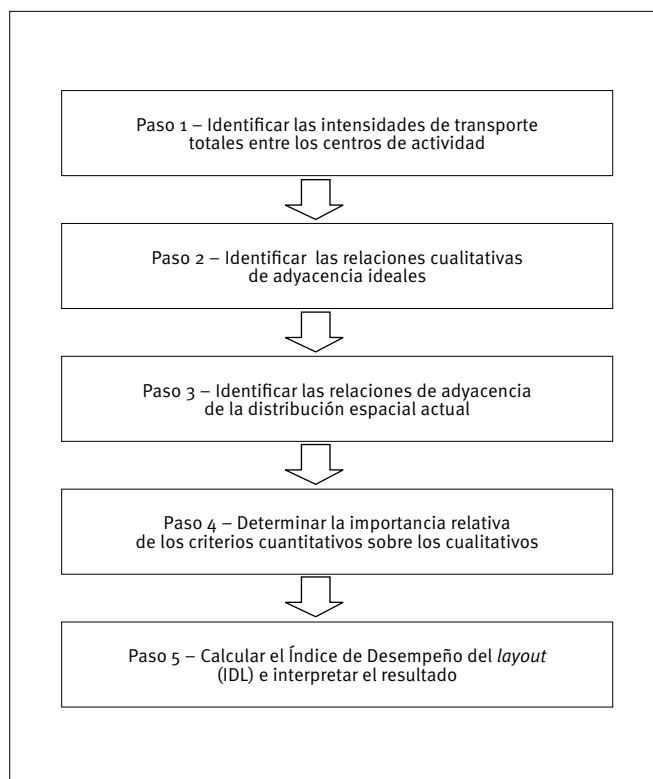 Paso 1 – Identificar las intensidades de transporte
totales entre los centros de actividad
Paso 2 – Identificar las relaciones cualitativas
de adyacencia ideales
Paso 3 – Identificar las relaciones de adyacencia
de la distribución espacial actual
Paso 4 – Determinar la importancia relativa
de los criterios cuantitativos sobre los cualitativos
Paso 5 – Calcular el Índice de Desempeño del layout
(IDL) e interpretar el resultado